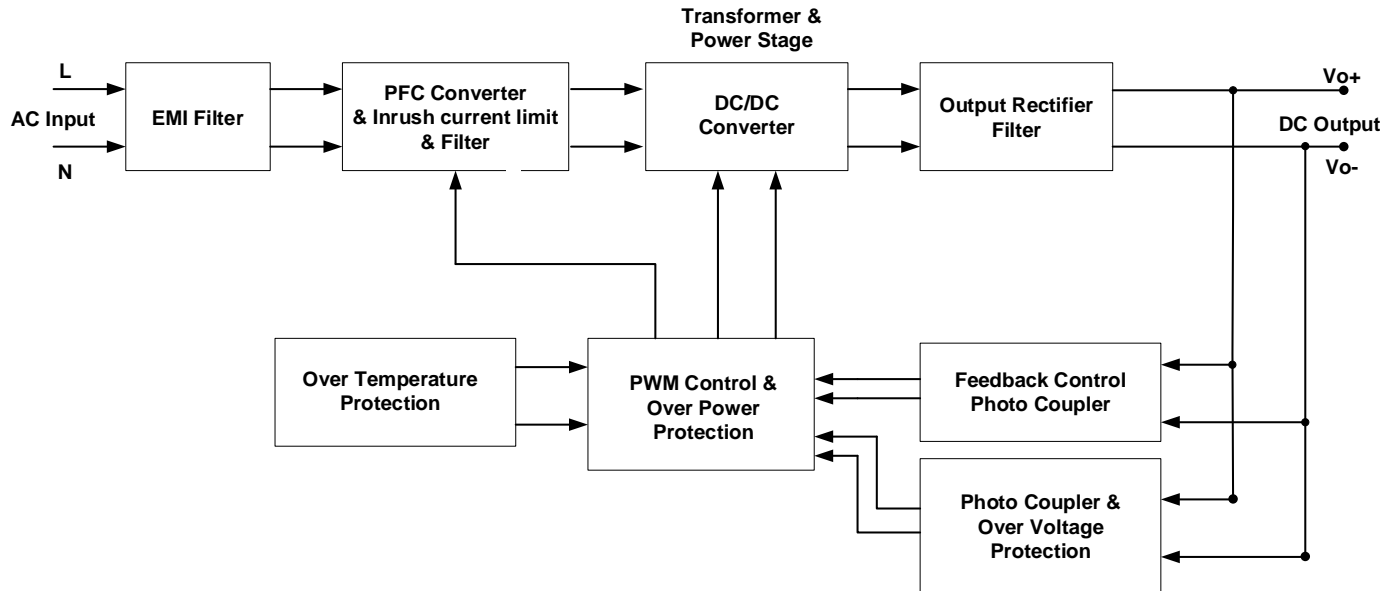 Transformer &
Power Stage
L
AC Input
N
EMI Filter
PFC Converter
& Inrush current limit
& Filter
DC/DC
Converter
Output Rectifier
Filter
Vo+
DC Output
Vo-
Over Temperature
Protection
PWM Control &
Over Power
Protection
Feedback Control
Photo Coupler
Photo Coupler &
Over Voltage
Protection